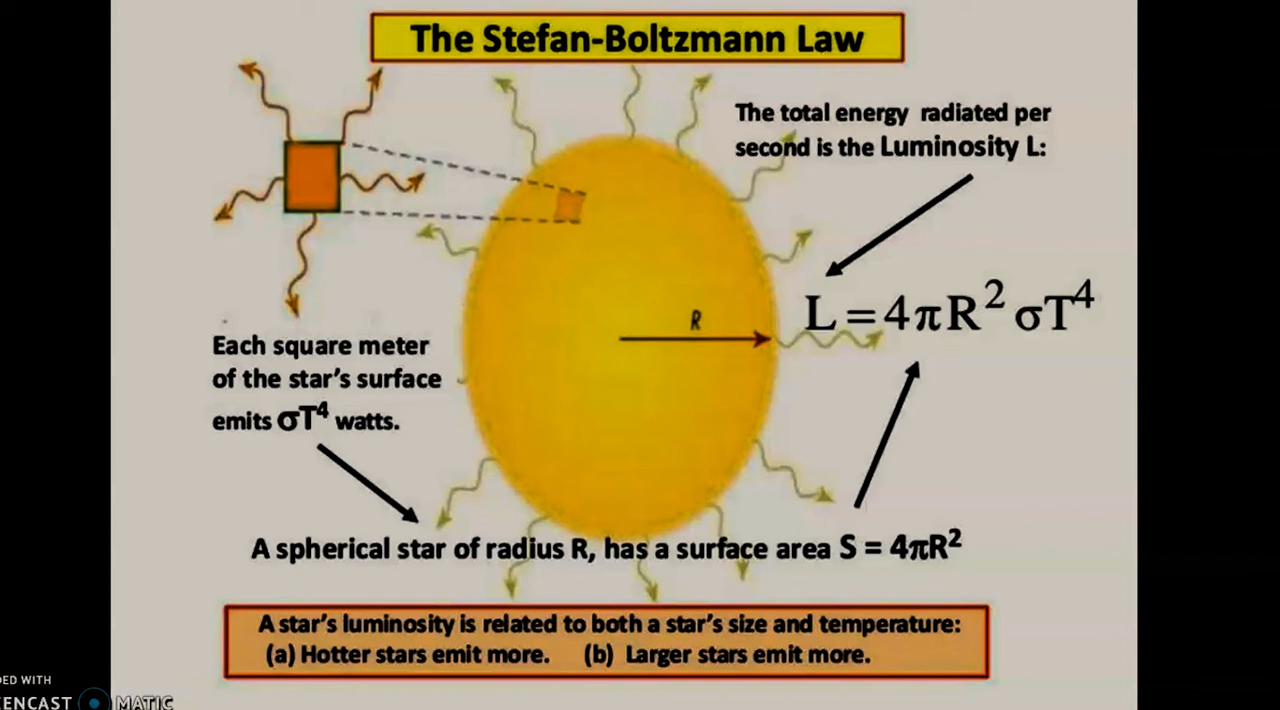 The Stefan-Boltzmann Law
The total energy radiated per
second is the Luminosity L:
L = 4πR² σT⁴
R
Each square meter
of the star's surface
emits σT⁴ watts.
A spherical star of radius R, has a surface area S = 4πR²
A star's luminosity is related to both a star's size and temperature:
(a) Hotter stars emit more. (b) Larger stars emit more.
WITH
MATIC